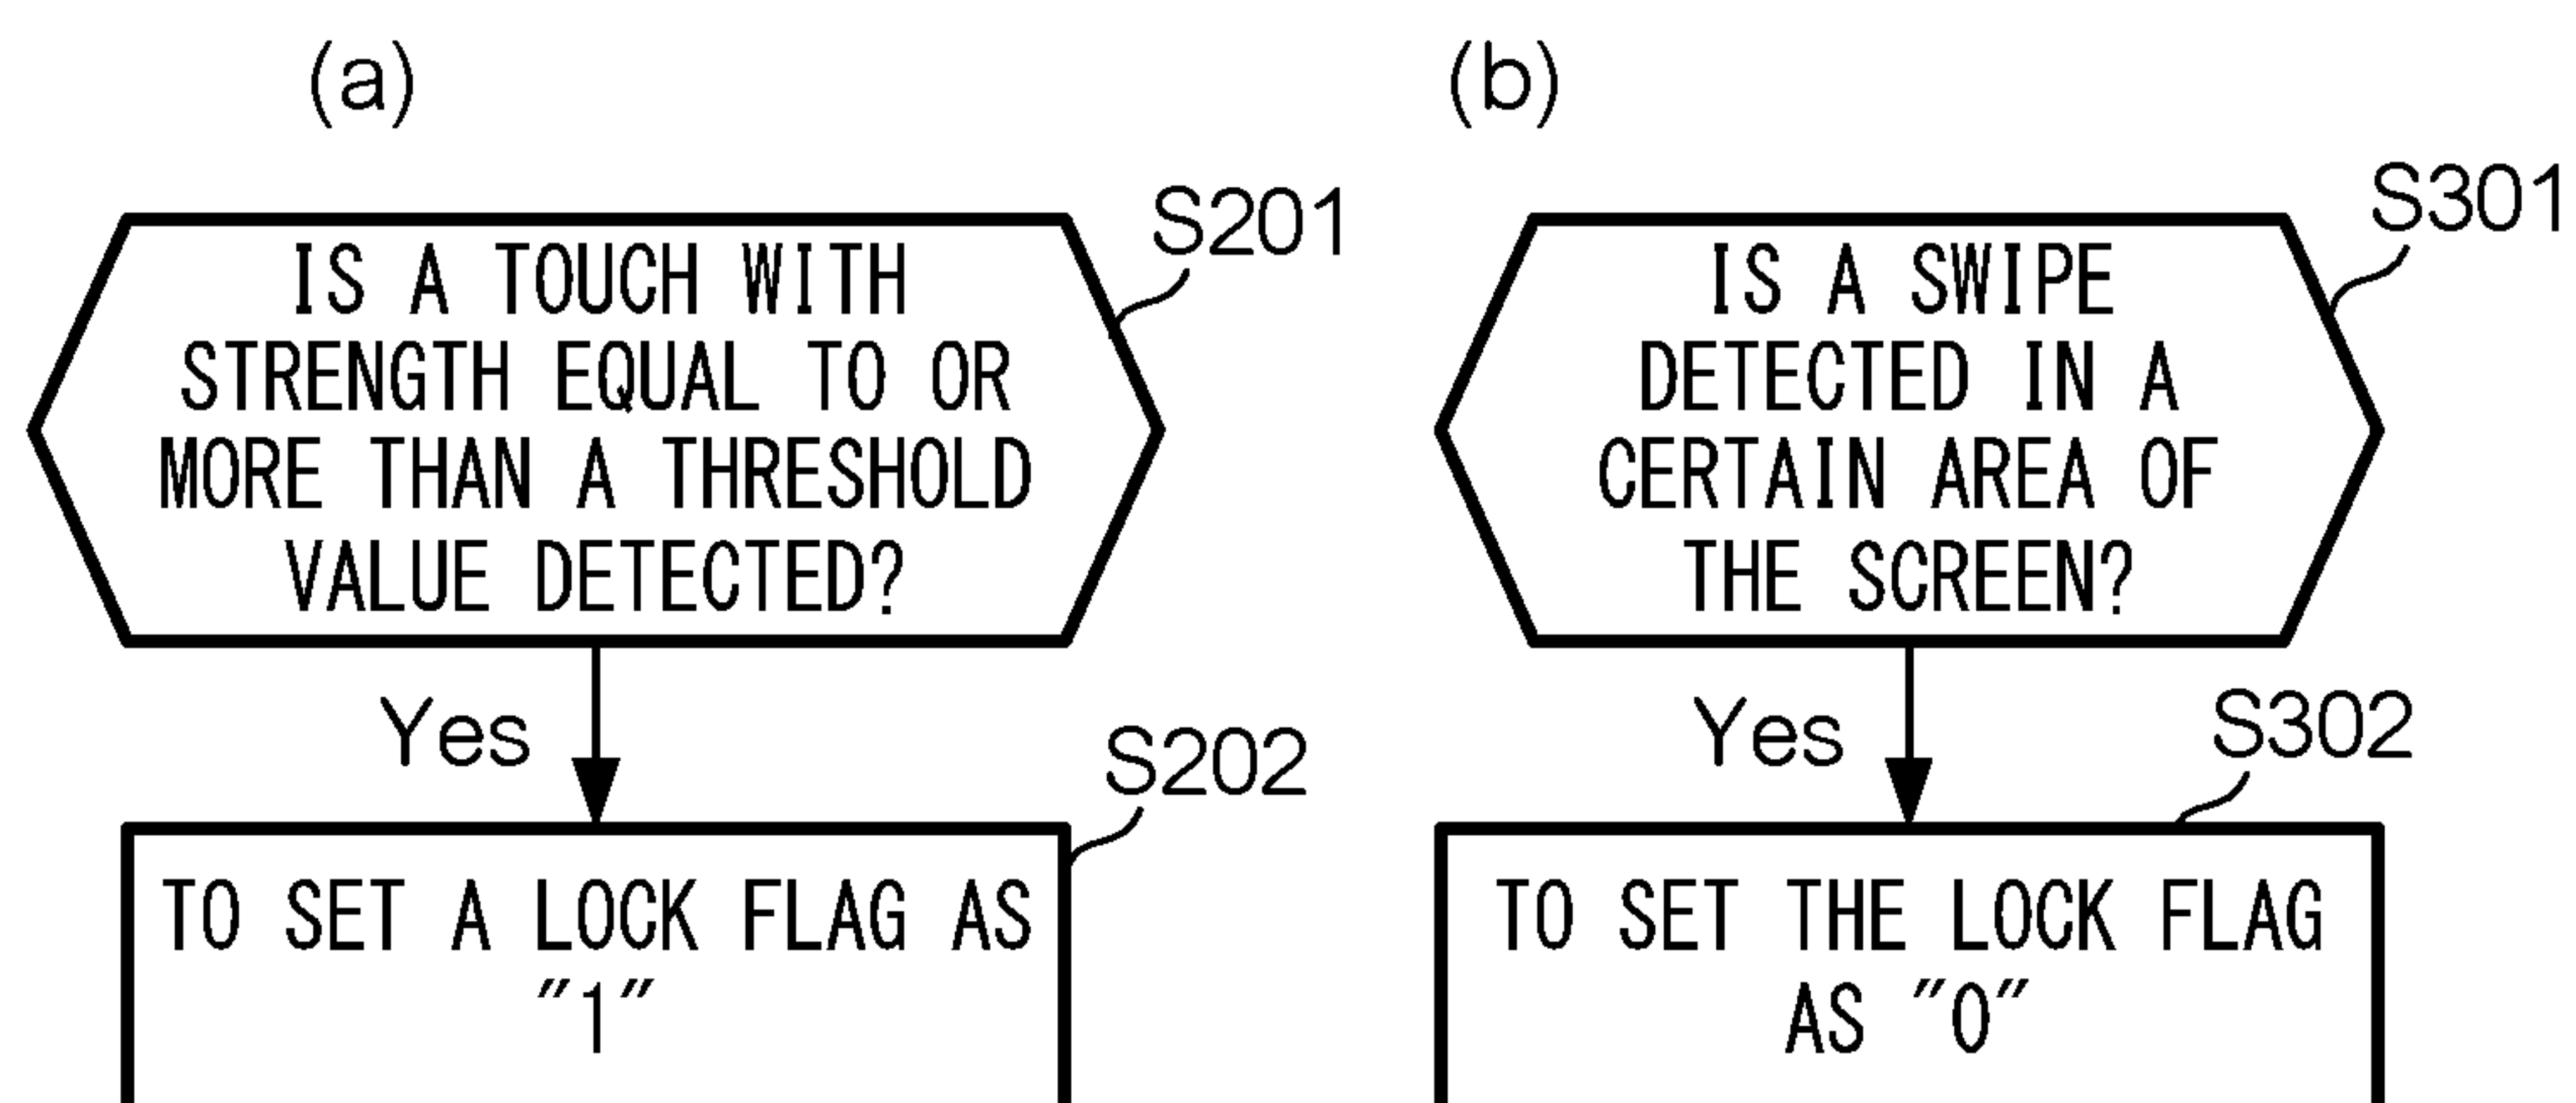 (a)
S201
IS A TOUCH WITH
STRENGTH EQUAL TO OR
MORE THAN A THRESHOLD
VALUE DETECTED?
Yes
S202
TO SET A LOCK FLAG AS
"1"
(b)
S301
IS A SWIPE
DETECTED IN A
CERTAIN AREA OF
THE SCREEN?
Yes
S302
TO SET THE LOCK FLAG
AS "0"